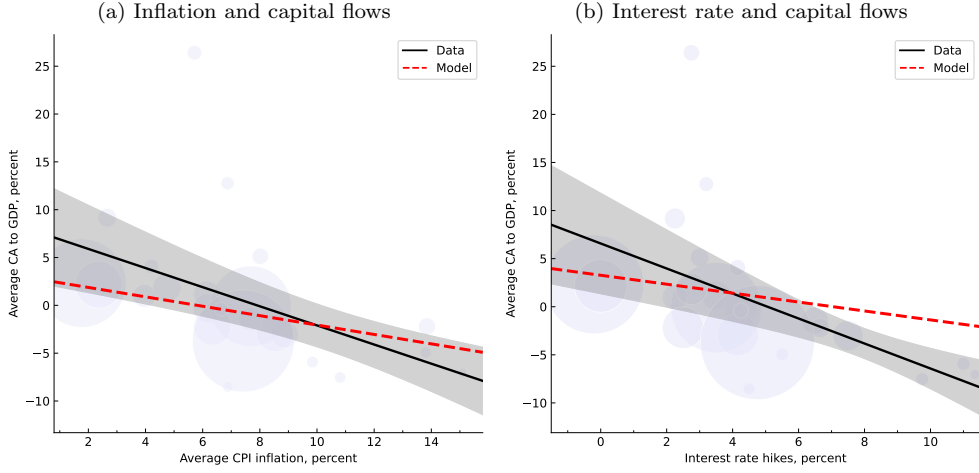 (a) Inflation and capital flows
25
20
15
10
5
0
−5
−10
Average CA to GDP, percent
2 4 6 8 10 12 14
Average CPI inflation, percent
Data
Model
(b) Interest rate and capital flows
25
20
15
10
5
0
−5
−10
Average CA to GDP, percent
0 2 4 6 8 10
Interest rate hikes, percent
Data
Model